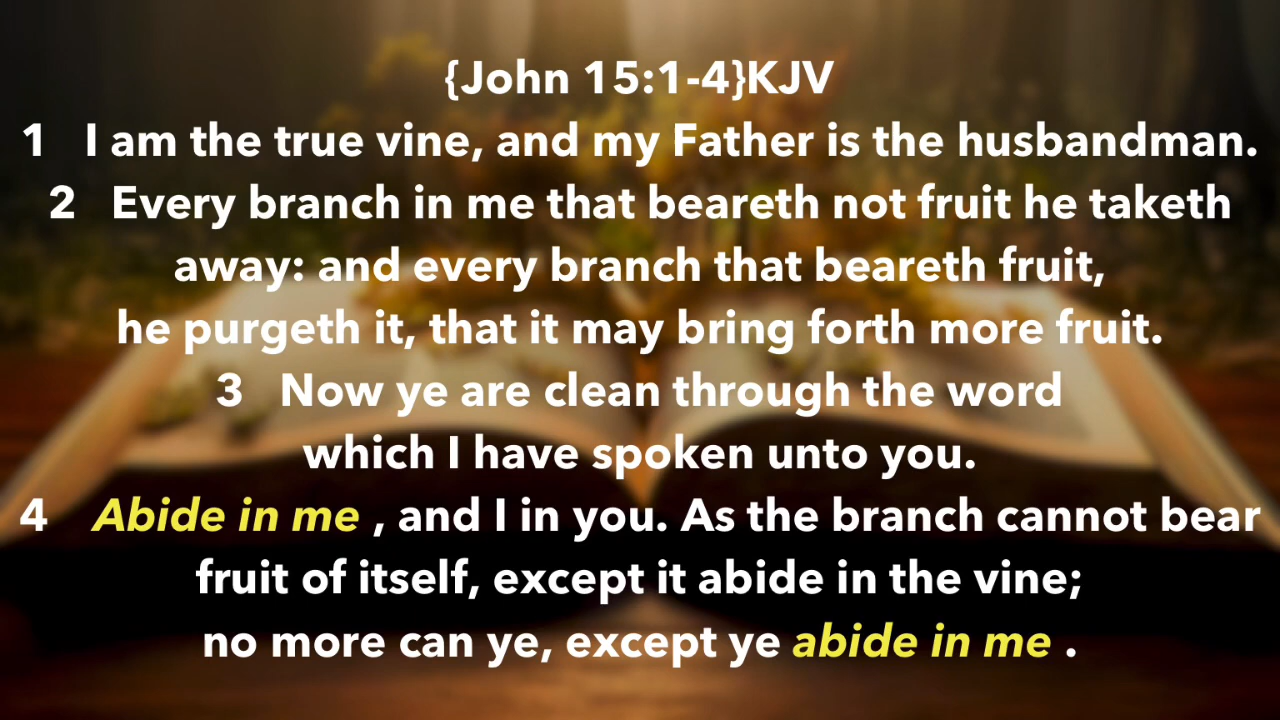 {John 15:1-4}KJV
1 I am the true vine, and my Father is the husbandman.
2 Every branch in me that beareth not fruit he taketh
away: and every branch that beareth fruit,
he purgeth it, that it may bring forth more fruit.
3 Now ye are clean through the word
which I have spoken unto you.
4 Abide in me , and I in you. As the branch cannot bear
fruit of itself, except it abide in the vine;
no more can ye, except ye abide in me .